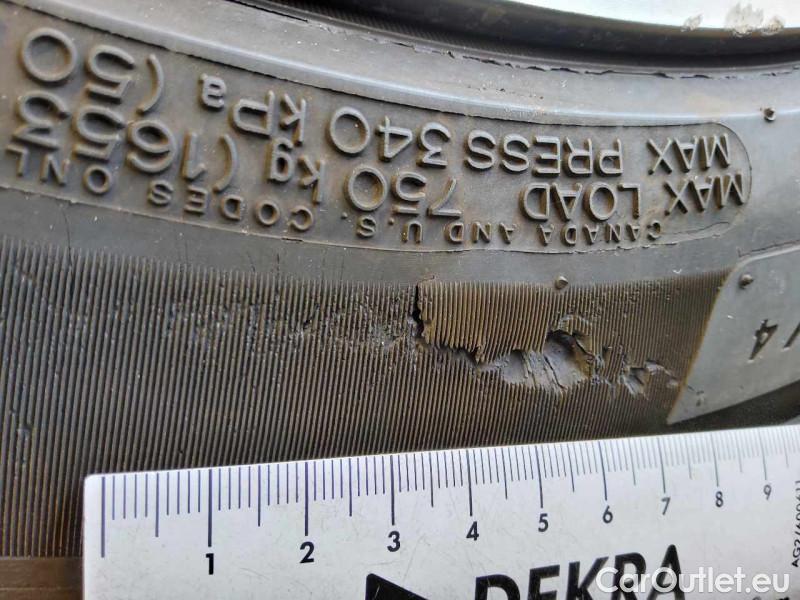 CANADA AND U.S. CODES ONL
MAX. LOAD 750 kg (1653
MAX PRESS 340 kPa (50
1 2 3 4 5 6 7 8 9
DEKRA
CarOutlet.eu